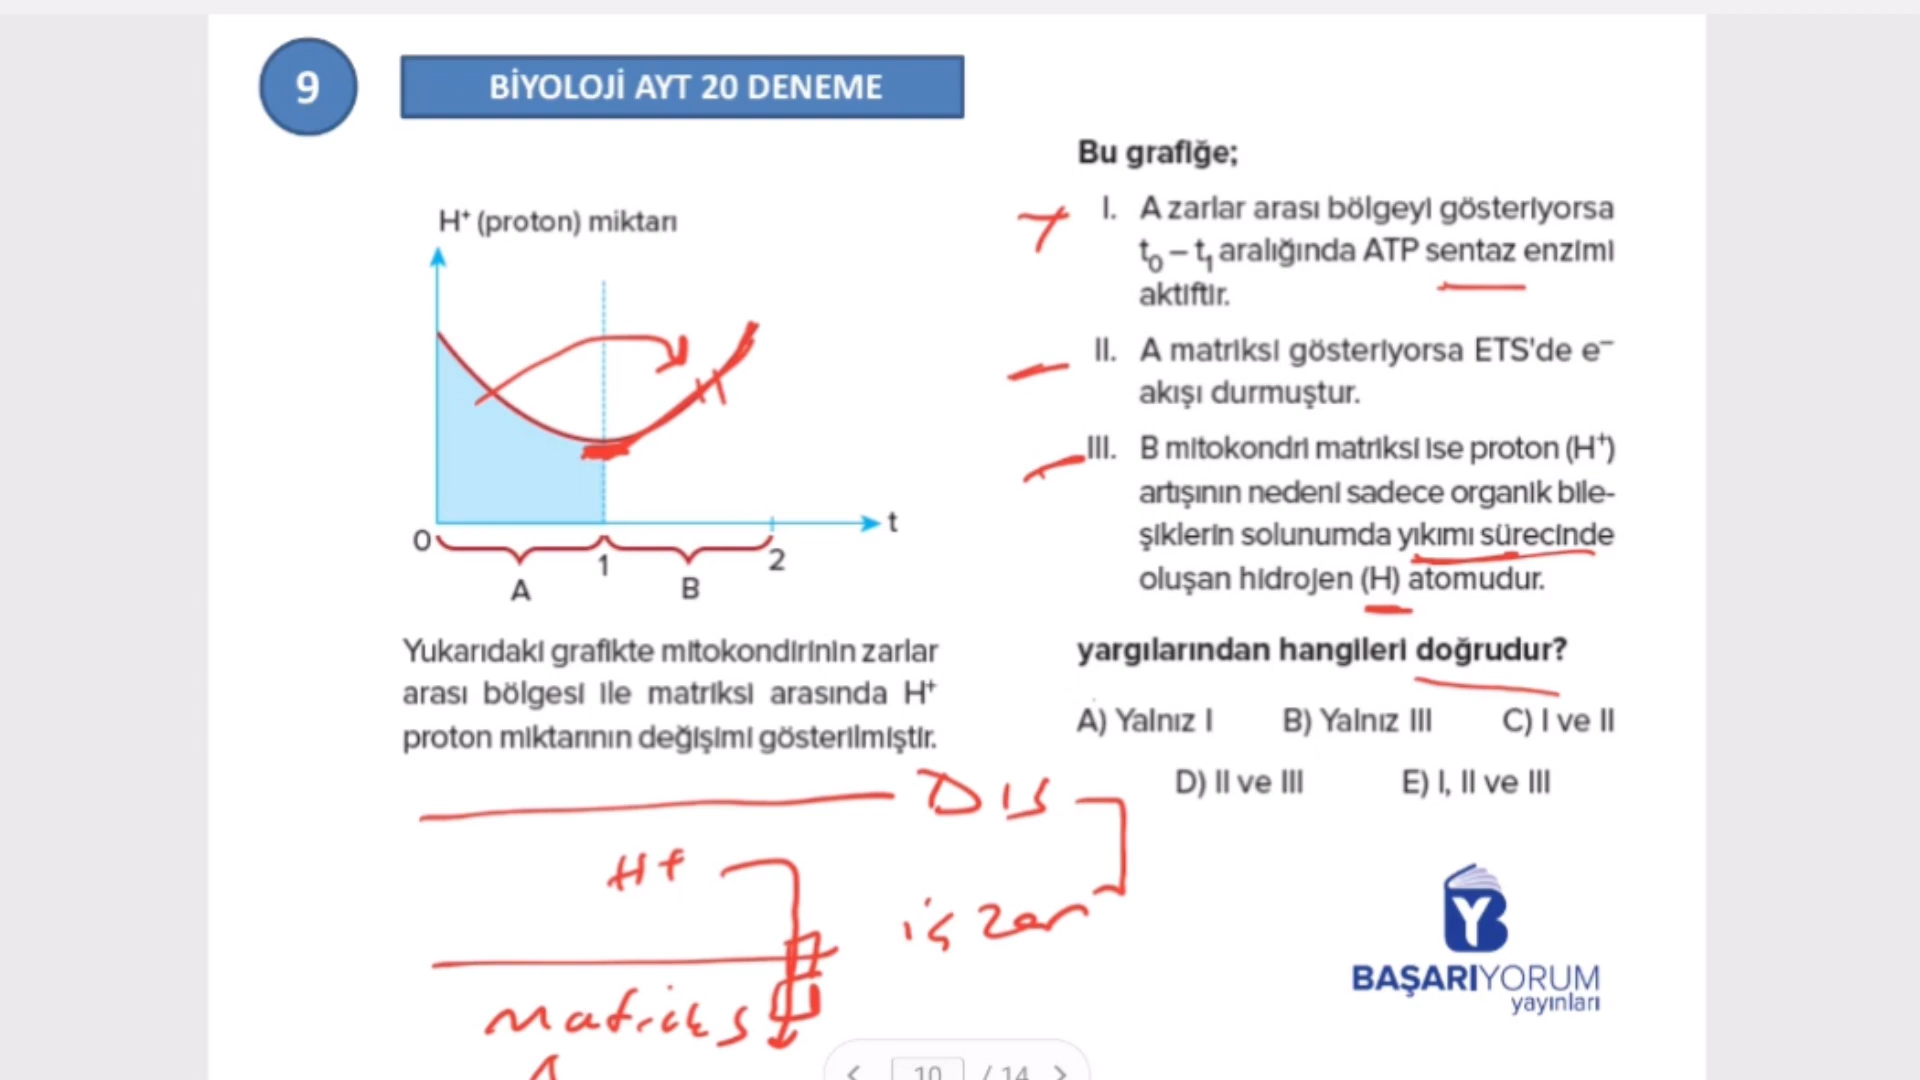 9
BİYOLOJİ AYT 20 DENEME
H⁺ (proton) miktarı
0
1
2
t
A
B
Yukarıdaki grafikte mitokondirinin zarlar
arası bölgesi ile matriksi arasında H⁺
proton miktarının değişimi gösterilmiştir.
Bu grafiğe;
I. A zarlar arası bölgeyi gösteriyorsa
t₀ – t₁ aralığında ATP sentaz enzimi
aktiftir.
II. A matriksi gösteriyorsa ETS'de e⁻
akışı durmuştur.
III. B mitokondri matriksi ise proton (H⁺)
artışının nedeni sadece organik bile-
şiklerin solunumda yıkımı sürecinde
oluşan hidrojen (H) atomudur.
yargılarından hangileri doğrudur?
A) Yalnız I B) Yalnız III C) I ve II
D) II ve III E) I, II ve III
DIŞ
H+
iç zar
Matriks
BAŞARIYORUM
yayınları
10 / 14